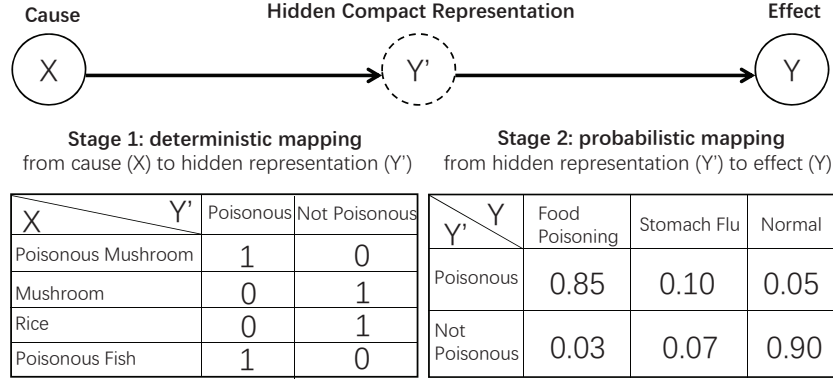 Cause
Hidden Compact Representation
Effect
X
Y'
Y
Stage 1: deterministic mapping
from cause (X) to hidden representation (Y')
Stage 2: probabilistic mapping
from hidden representation (Y') to effect (Y)
X Y' Poisonous Not Poisonous
Poisonous Mushroom 1 0
Mushroom 0 1
Rice 0 1
Poisonous Fish 1 0
Y' Y Food Poisoning Stomach Flu Normal
Poisonous 0.85 0.10 0.05
Not Poisonous 0.03 0.07 0.90